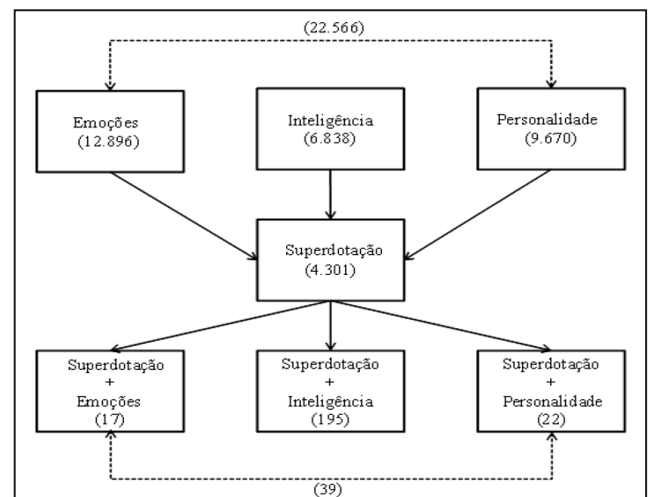 (22.566)
Emoções
(12.896)
Inteligência
(6.838)
Personalidade
(9.670)
Superdotação
(4.301)
Superdotação
+
Emoções
(17)
Superdotação
+
Inteligência
(195)
Superdotação
+
Personalidade
(22)
(39)